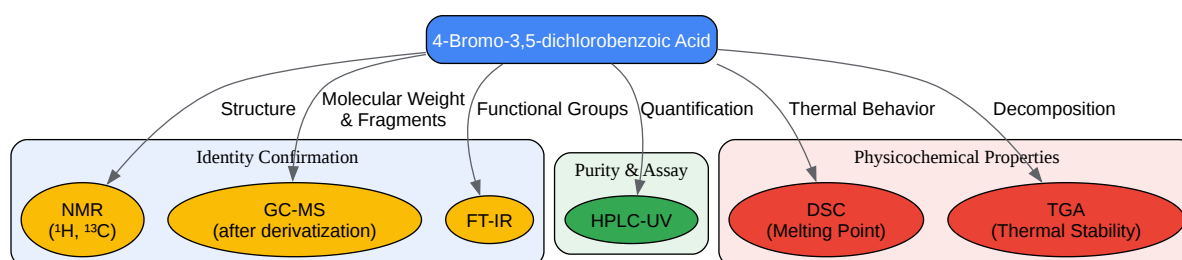 4-Bromo-3,5-dichlorobenzoic Acid
Structure
Molecular Weight
& Fragments
Functional Groups
Quantification
Thermal Behavior
Decomposition
Identity Confirmation
Purity & Assay
Physicochemical Properties
NMR
(¹H, ¹³C)
GC-MS
(after derivatization)
FT-IR
HPLC-UV
DSC
(Melting Point)
TGA
(Thermal Stability)